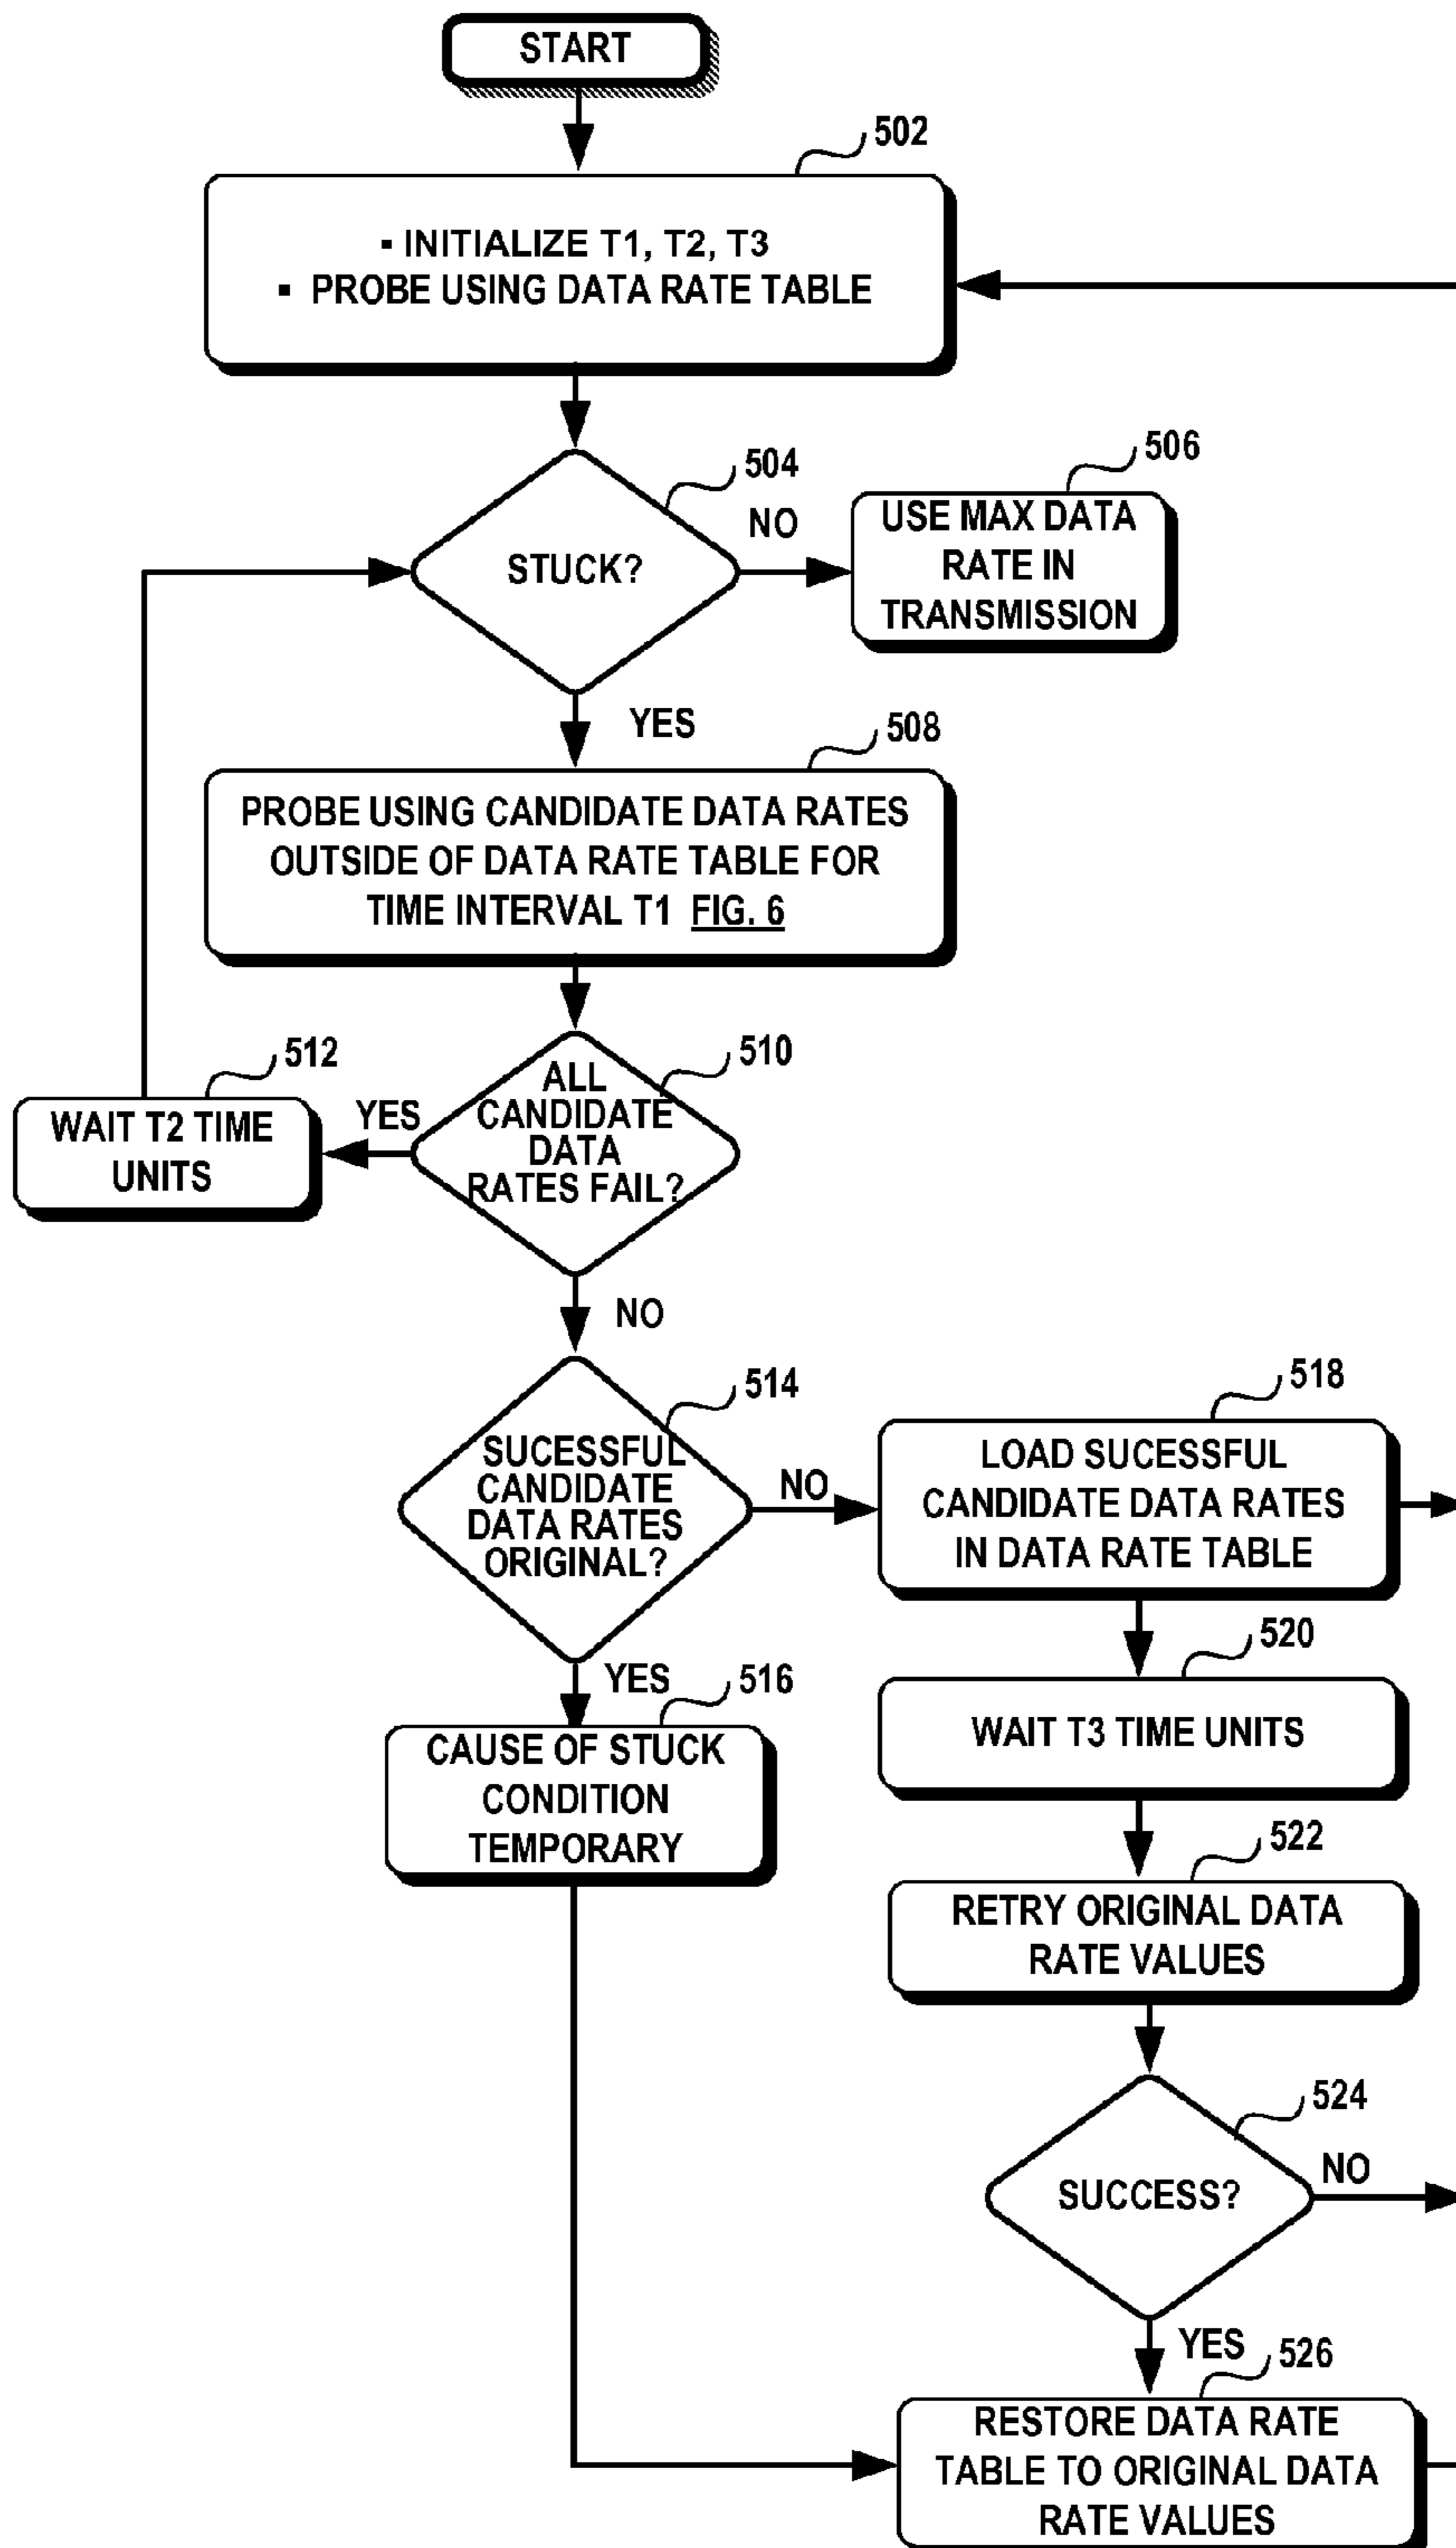 START
502
▪ INITIALIZE T1, T2, T3
▪ PROBE USING DATA RATE TABLE
504
STUCK?
NO
506
USE MAX DATA
RATE IN
TRANSMISSION
YES
508
PROBE USING CANDIDATE DATA RATES
OUTSIDE OF DATA RATE TABLE FOR
TIME INTERVAL T1 FIG. 6
510
ALL
CANDIDATE
DATA
RATES FAIL?
YES
512
WAIT T2 TIME
UNITS
NO
514
SUCESSFUL
CANDIDATE
DATA RATES
ORIGINAL?
NO
518
LOAD SUCESSFUL
CANDIDATE DATA RATES
IN DATA RATE TABLE
YES
516
CAUSE OF STUCK
CONDITION
TEMPORARY
520
WAIT T3 TIME UNITS
522
RETRY ORIGINAL DATA
RATE VALUES
524
SUCCESS?
NO
YES
526
RESTORE DATA RATE
TABLE TO ORIGINAL DATA
RATE VALUES